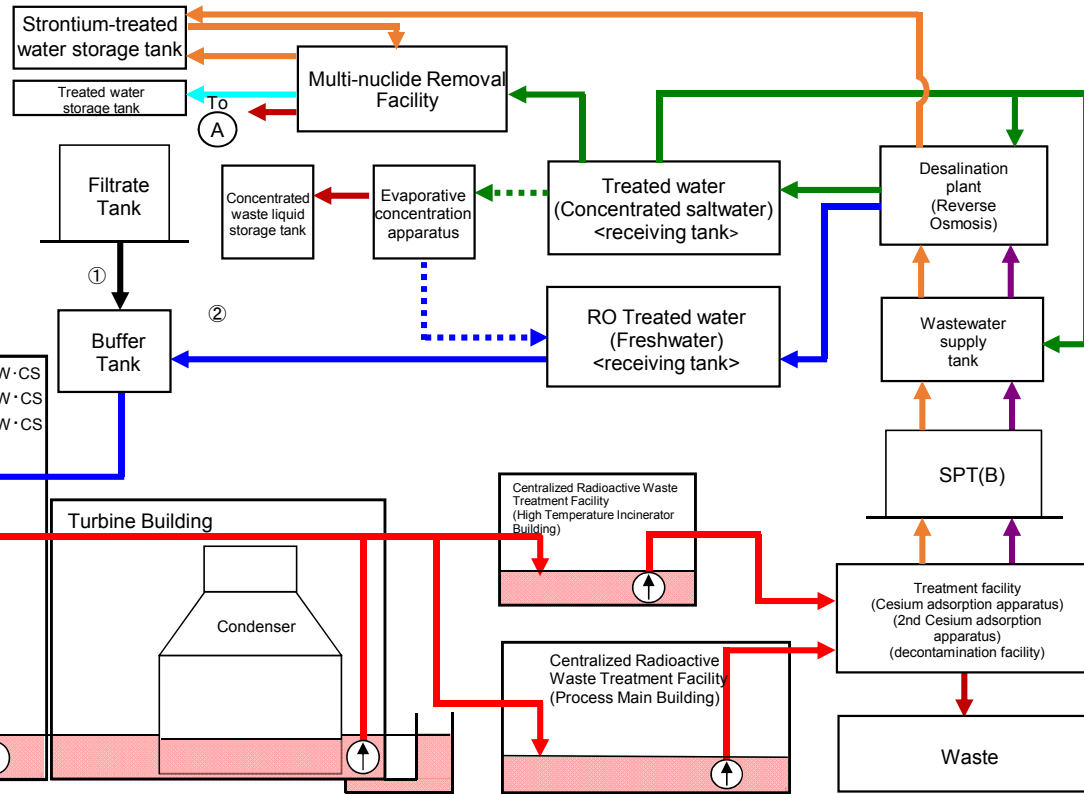 Strontium-treated
water storage tank
Treated water
storage tank
To
A
Multi-nuclide Removal
Facility
Filtrate
Tank
①
②
Buffer
Tank
Concentrated
waste liquid
storage tank
Evaporative
concentration
apparatus
Treated water
(Concentrated saltwater)
<receiving tank>
RO Treated water
(Freshwater)
<receiving tank>
Desalination
plant
(Reverse
Osmosis)
Wastewater
supply
tank
SPT(B)
W・CS
W・CS
W・CS
Turbine Building
Condenser
Centralized Radioactive Waste
Treatment Facility
(High Temperature Incinerator
Building)
Centralized Radioactive
Waste Treatment Facility
(Process Main Building)
Treatment facility
(Cesium adsorption apparatus)
(2nd Cesium adsorption
apparatus)
(decontamination facility)
Waste